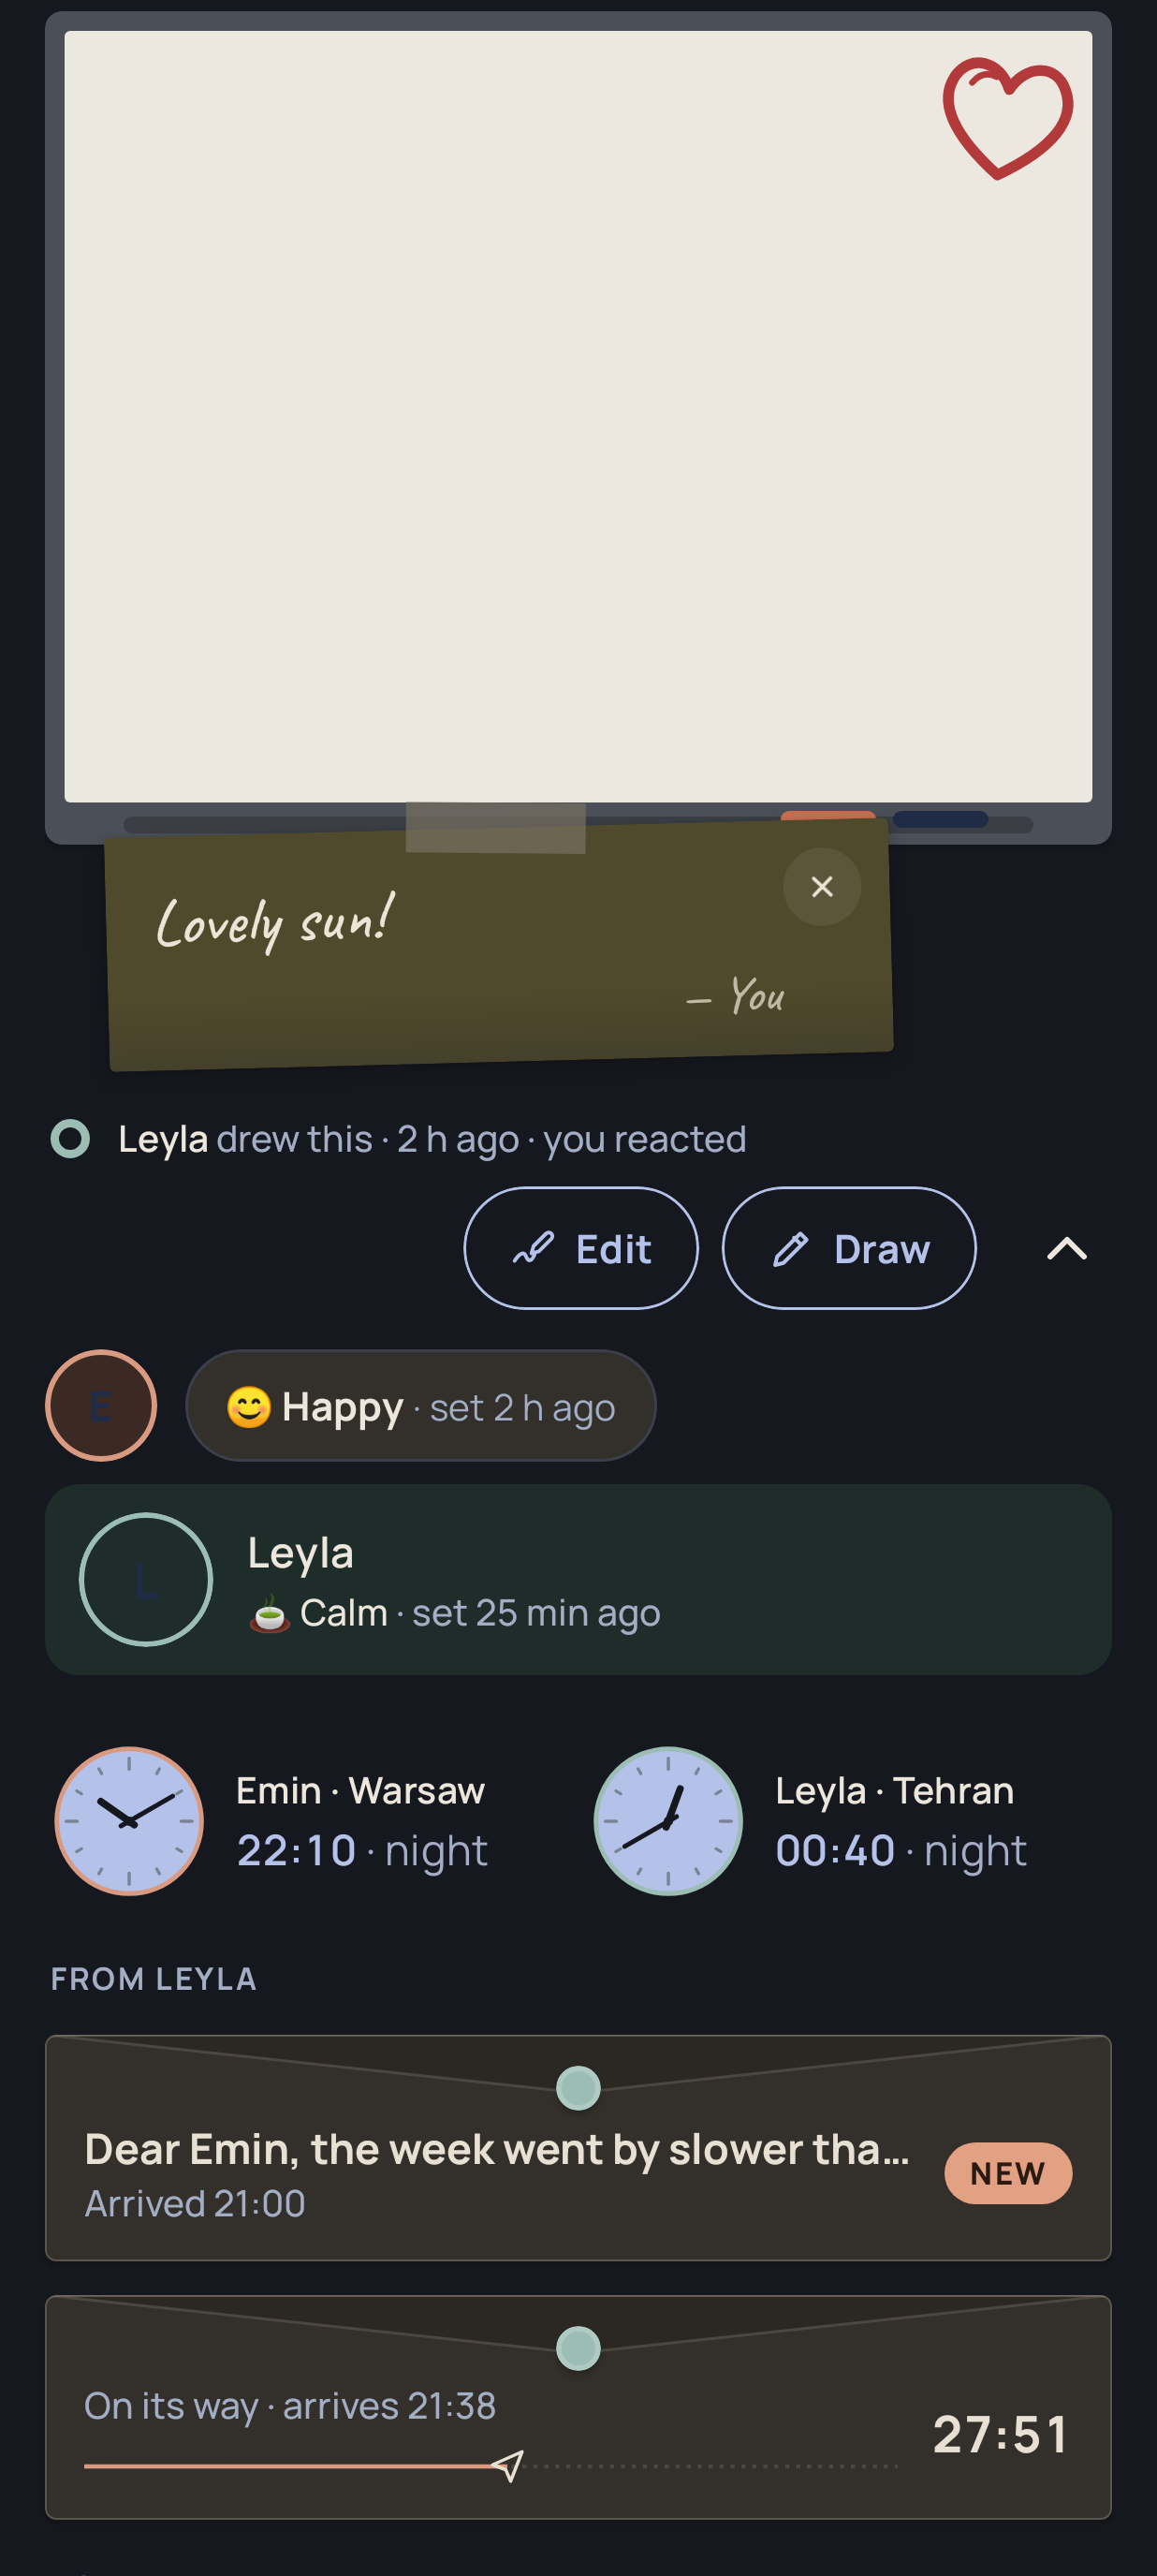 Lovely sun!
– You
Leyla drew this · 2 h ago · you reacted
Edit
Draw
E
😊 Happy · set 2 h ago
L
Leyla
🍵 Calm · set 25 min ago
Emin · Warsaw
22:10 · night
Leyla · Tehran
00:40 · night
FROM LEYLA
Dear Emin, the week went by slower tha…
NEW
Arrived 21:00
On its way · arrives 21:38
27:51